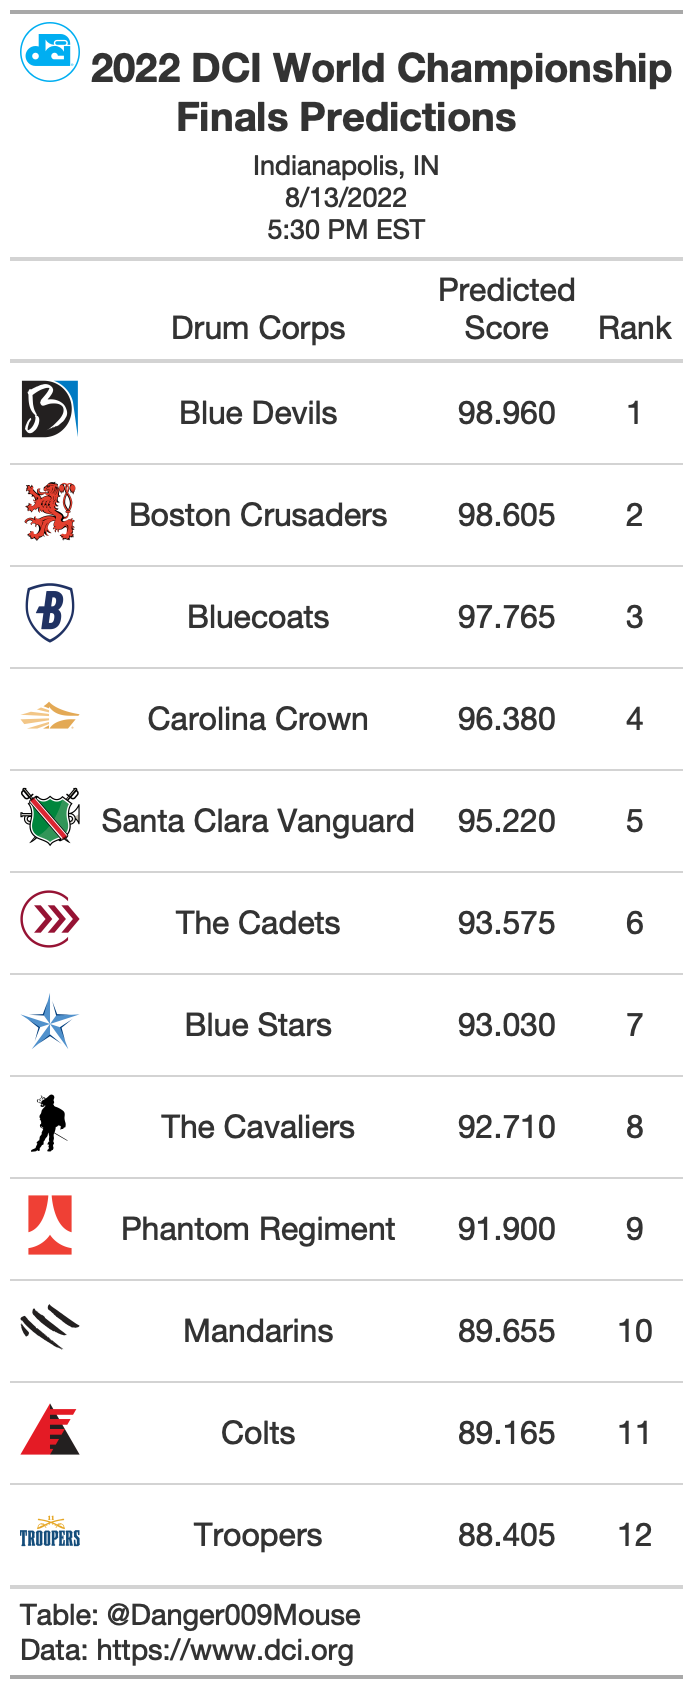 dci
2022 DCI World Championship
Finals Predictions
Indianapolis, IN
8/13/2022
5:30 PM EST
Predicted
Drum Corps Score Rank
B Blue Devils 98.960 1
Boston Crusaders 98.605 2
B Bluecoats 97.765 3
Carolina Crown 96.380 4
Santa Clara Vanguard 95.220 5
The Cadets 93.575 6
Blue Stars 93.030 7
The Cavaliers 92.710 8
Phantom Regiment 91.900 9
Mandarins 89.655 10
Colts 89.165 11
TROOPERS Troopers 88.405 12
Table: @Danger009Mouse
Data: https://www.dci.org